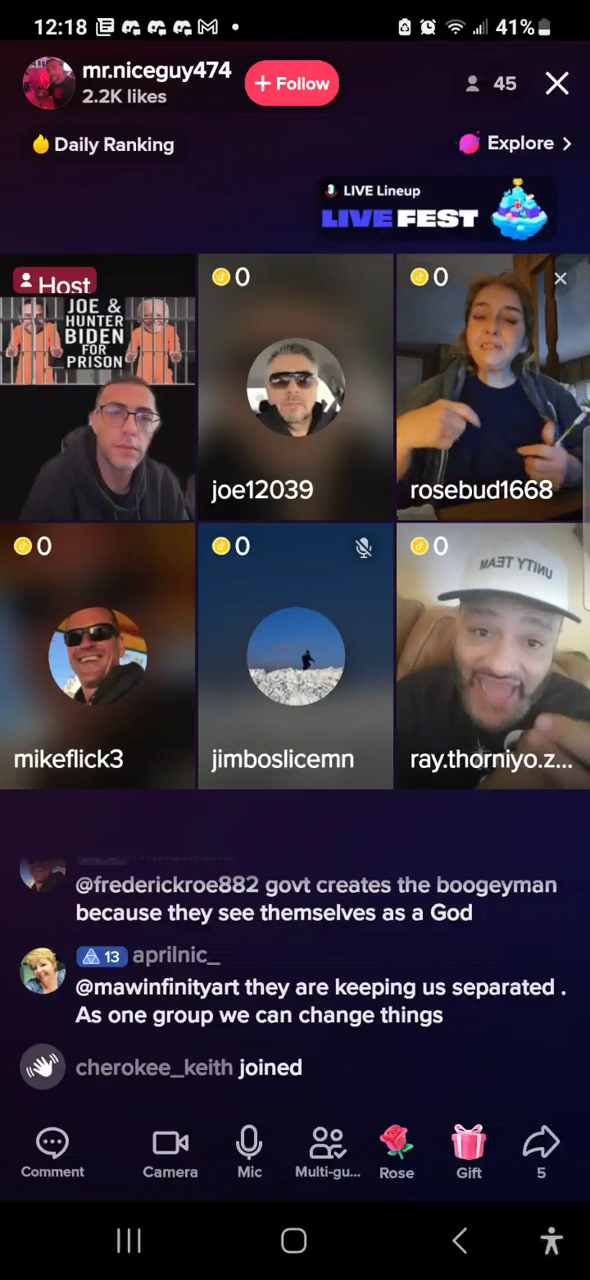 12:18
41%
mr.niceguy474
2.2K likes
+ Follow
45
Daily Ranking
Explore >
LIVE Lineup
LIVE FEST
Host
JOE &
HUNTER
BIDEN
FOR
PRISON
0
joe12039
0
rosebud1668
0
mikeflick3
0
jimboslicemn
0
UNITY TEAM
ray.thorniyo.z...
@frederickroe882 govt creates the boogeyman
because they see themselves as a God
13 aprilnic_
@mawinfinityart they are keeping us separated .
As one group we can change things
cherokee_keith joined
Comment
Camera
Mic
Multi-gu...
Rose
Gift
5